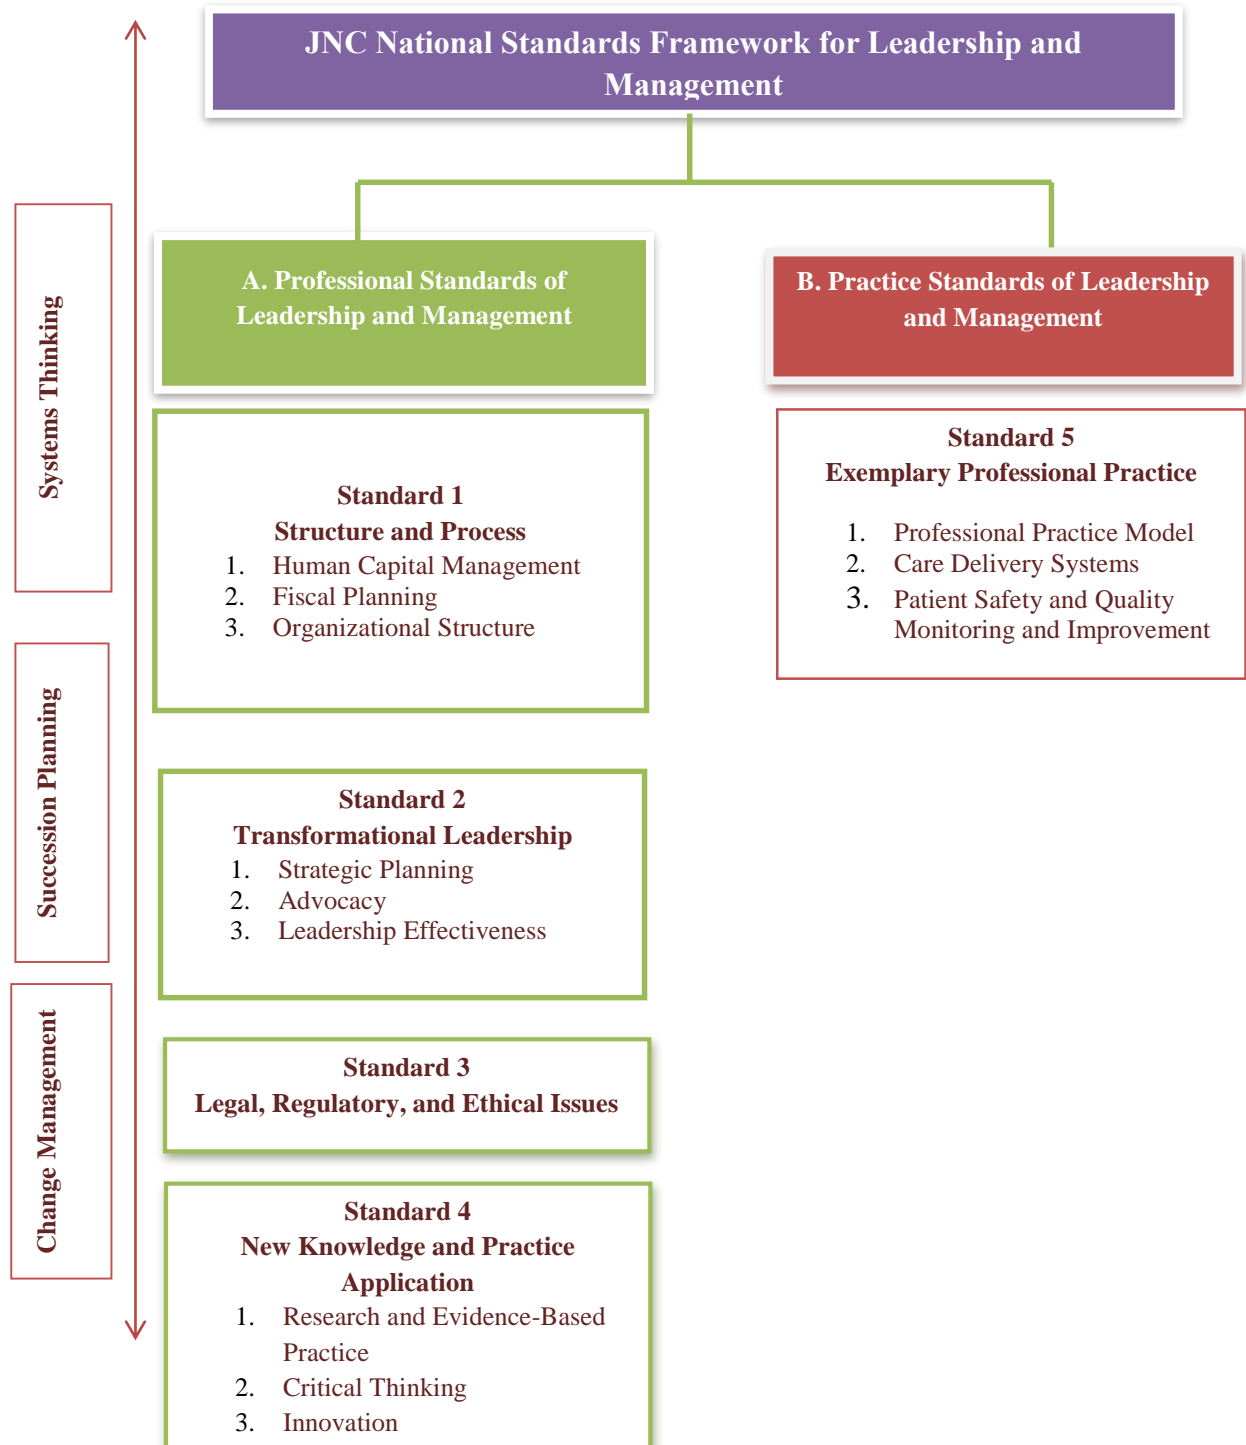 JNC National Standards Framework for Leadership and
Management
Systems Thinking
Succession Planning
Change Management
A. Professional Standards of
Leadership and Management
Standard 1
Structure and Process
1. Human Capital Management
2. Fiscal Planning
3. Organizational Structure
Standard 2
Transformational Leadership
1. Strategic Planning
2. Advocacy
3. Leadership Effectiveness
Standard 3
Legal, Regulatory, and Ethical Issues
Standard 4
New Knowledge and Practice
Application
1. Research and Evidence-Based
Practice
2. Critical Thinking
3. Innovation
B. Practice Standards of Leadership
and Management
Standard 5
Exemplary Professional Practice
1. Professional Practice Model
2. Care Delivery Systems
3. Patient Safety and Quality
Monitoring and Improvement